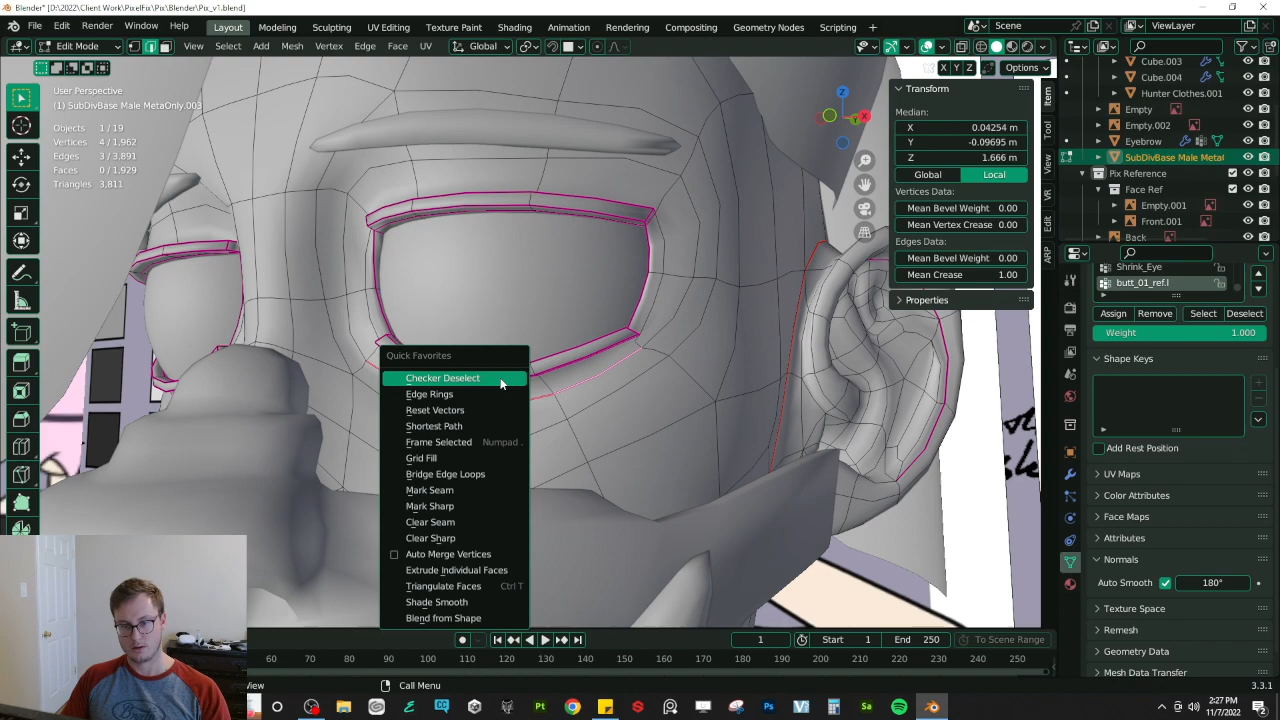 Blender* [D:\2022\Client Work\PixelFix\Pix\Pix_v1.blend]
File Edit Render Window Help Layout Modeling Sculpting UV Editing Texture Paint Shading Animation Rendering Compositing Geometry Nodes Scripting + Scene ViewLayer
Edit Mode View Select Add Mesh Vertex Edge Face UV Global
X Y Z Options
User Perspective
(1) SubDivBase Male MetaOnly.003
Objects 1 / 19
Vertices 4 / 1,962
Edges 3 / 3,891
Faces 0 / 1,929
Triangles 3,811
Z
X
Y
Transform
Median:
X 0.04254 m
Y -0.09695 m
Z 1.666 m
Global Local
Vertices Data:
Mean Bevel Weight 0.00
Mean Vertex Crease 0.00
Edges Data:
Mean Bevel Weight 0.00
Mean Crease 1.00
Properties
Item
Tool
View
VR
Edit
ARP
Cube.003
Cube.004
Hunter Clothes.001
Empty
Empty.002
Eyebrow
SubDivBase Male Meta
Pix Reference
Face Ref
Empty.001
Front.001
Back
Shrink_Eye
butt_01_ref.l
Assign Remove Select Deselect
Weight 1.000
Shape Keys
Add Rest Position
UV Maps
Color Attributes
Face Maps
Attributes
Normals
Auto Smooth 180°
Texture Space
Remesh
Geometry Data
Mesh Data Transfer
Quick Favorites
Checker Deselect
Edge Rings
Reset Vectors
Shortest Path
Frame Selected Numpad .
Grid Fill
Bridge Edge Loops
Mark Seam
Mark Sharp
Clear Seam
Clear Sharp
Auto Merge Vertices
Extrude Individual Faces
Triangulate Faces Ctrl T
Shade Smooth
Blend from Shape
1 Start 1 End 250 To Scene Range
60 70 80 90 100 110 120 130 140 150 160 170 180 190 200 210 220 230 240 250
View Call Menu 3.3.1
2:27 PM
11/7/2022